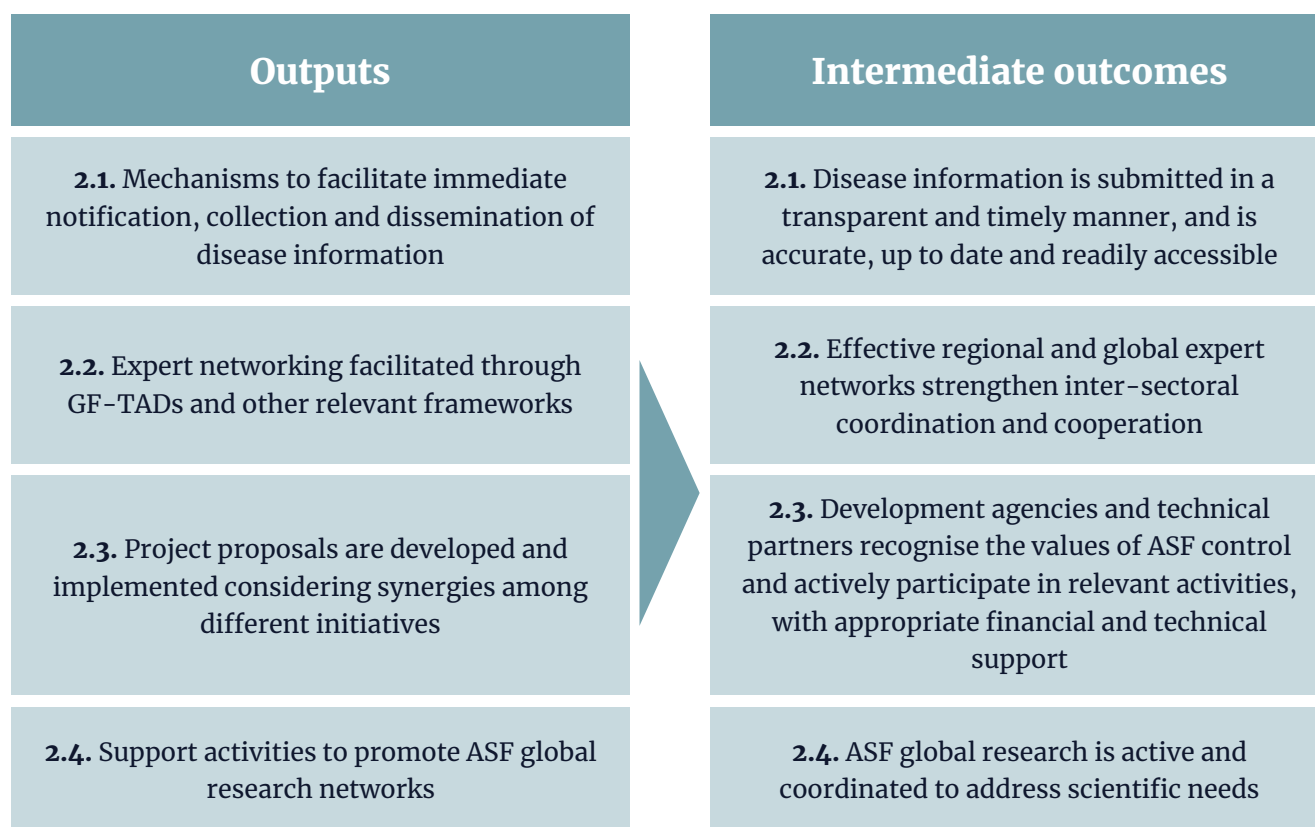 Outputs
Intermediate outcomes
2.1. Mechanisms to facilitate immediate
notification, collection and dissemination of
disease information
2.1. Disease information is submitted in a
transparent and timely manner, and is
accurate, up to date and readily accessible
2.2. Expert networking facilitated through
GF-TADs and other relevant frameworks
2.2. Effective regional and global expert
networks strengthen inter-sectoral
coordination and cooperation
2.3. Project proposals are developed and
implemented considering synergies among
different initiatives
2.3. Development agencies and technical
partners recognise the values of ASF control
and actively participate in relevant activities,
with appropriate financial and technical
support
2.4. Support activities to promote ASF global
research networks
2.4. ASF global research is active and
coordinated to address scientific needs